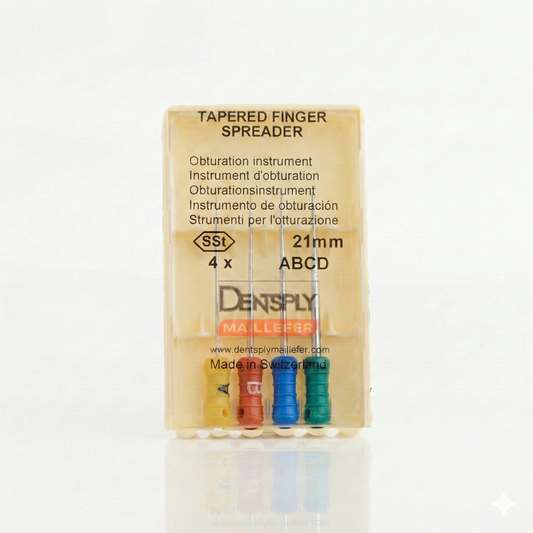 TAPERED FINGER
SPREADER
Obturation instrument
Instrument d'obturation
Obturationsinstrument
Instrumento de obturación
Strumenti per l'otturazione
SSt 21mm
4 x ABCD
DENTSPLY
MAILLEFER
www.dentsplymaillefer.com
Made in Switzerland
A B